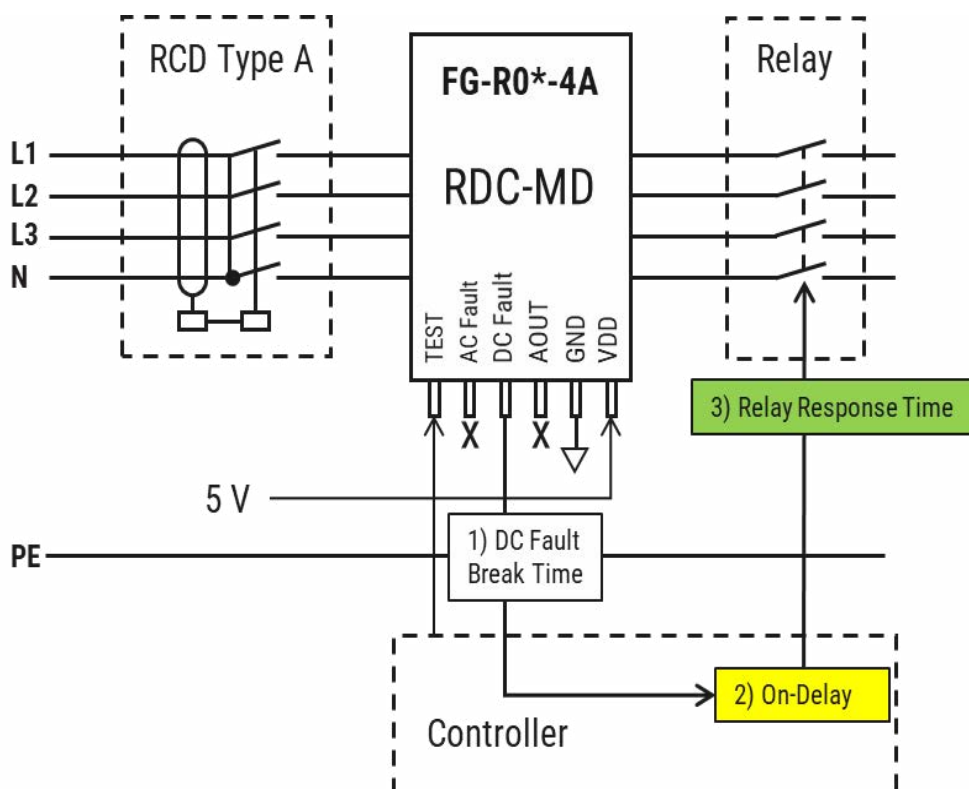 RCD Type A
FG-R0*-4A
RDC-MD
Relay
L1
L2
L3
N
TEST
AC Fault
DC Fault
AOUT
GND
VDD
X
X
3) Relay Response Time
5 V
PE
1) DC Fault
Break Time
2) On-Delay
Controller